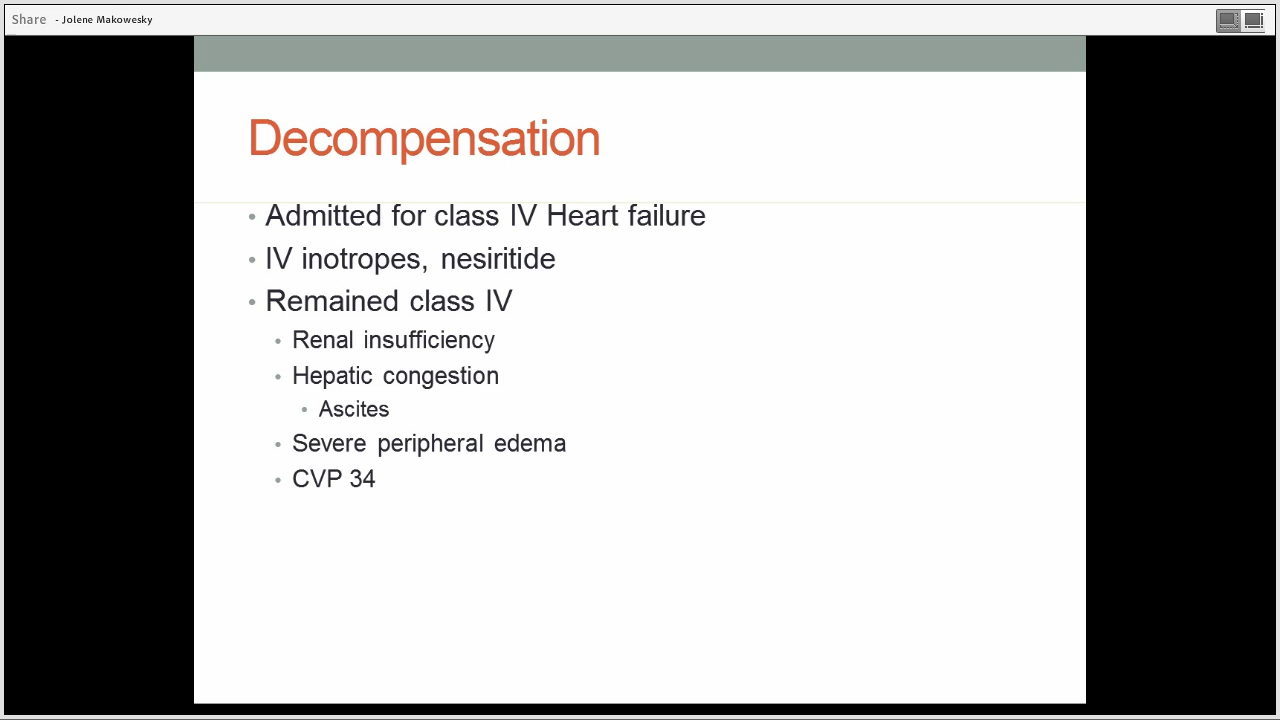 Share - Jolene Makowesky
Decompensation
• Admitted for class IV Heart failure
• IV inotropes, nesiritide
• Remained class IV
• Renal insufficiency
• Hepatic congestion
• Ascites
• Severe peripheral edema
• CVP 34